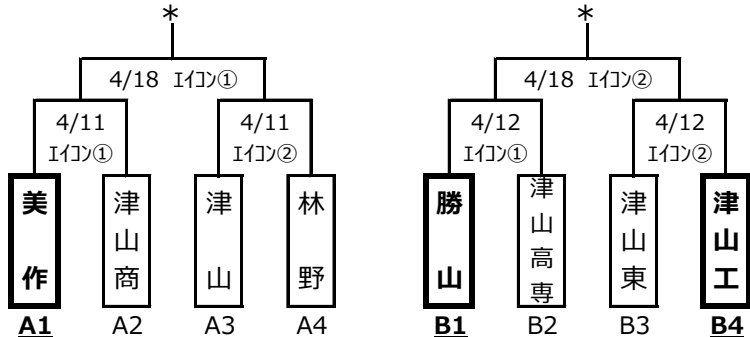 * *
4/18 ｴｲｺﾝ① 4/18 ｴｲｺﾝ②
4/11 4/11 4/12 4/12
ｴｲｺﾝ① ｴｲｺﾝ② ｴｲｺﾝ① ｴｲｺﾝ②
美作 津山商 津山 林野 勝山 津山高専 津山東 津山工
A1 A2 A3 A4 B1 B2 B3 B4